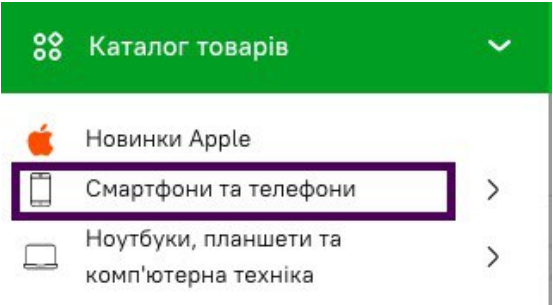 Каталог товарів
Новинки Apple
Смартфони та телефони
Ноутбуки, планшети та
комп'ютерна техніка